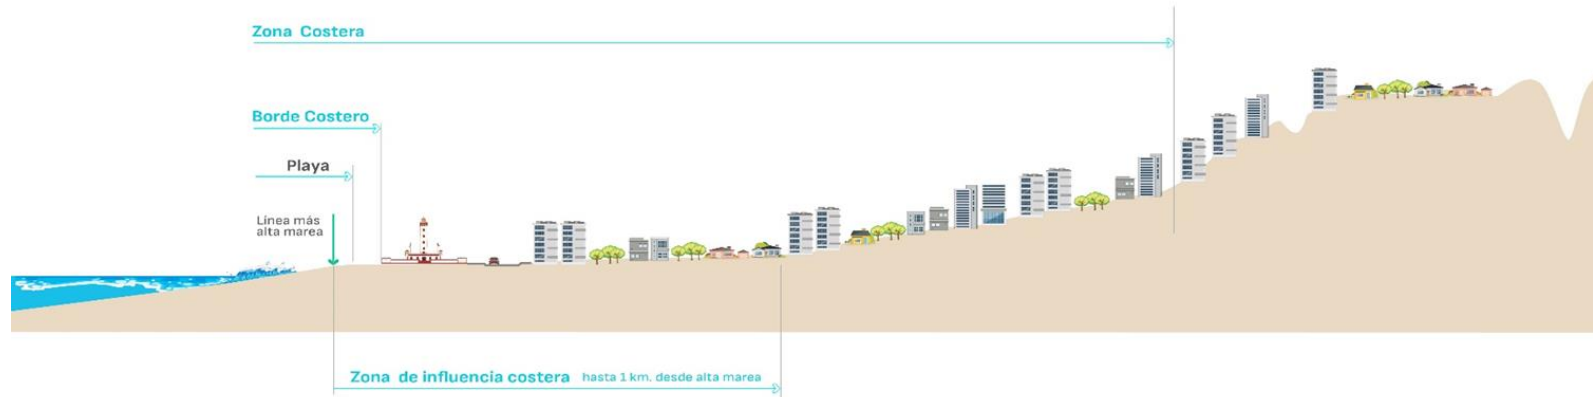 Zona Costera
Borde Costero
Playa
Línea más
alta marea
Zona de influencia costera hasta 1 km. desde alta marea